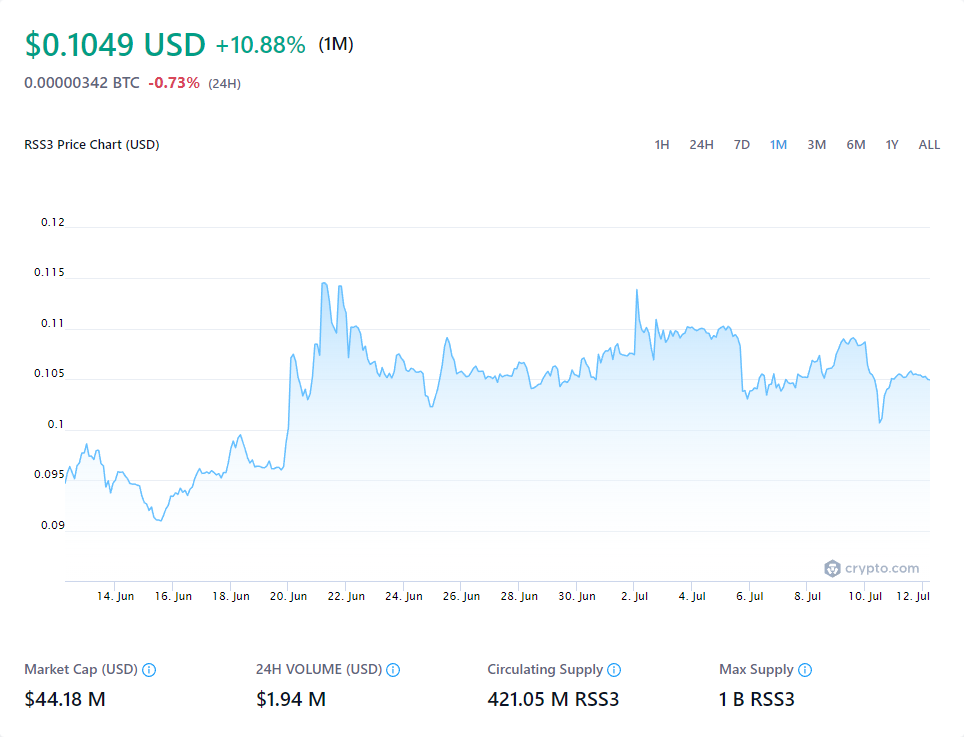 $0.1049 USD +10.88% (1M)
0.00000342 BTC -0.73% (24H)
RSS3 Price Chart (USD) 1H 24H 7D 1M 3M 6M 1Y ALL
0.12
0.115
0.11
0.105
0.1
0.095
0.09
crypto.com
14. Jun 16. Jun 18. Jun 20. Jun 22. Jun 24. Jun 26. Jun 28. Jun 30. Jun 2. Jul 4. Jul 6. Jul 8. Jul 10. Jul 12. Jul
Market Cap (USD) 24H VOLUME (USD) Circulating Supply Max Supply
$44.18 M $1.94 M 421.05 M RSS3 1 B RSS3